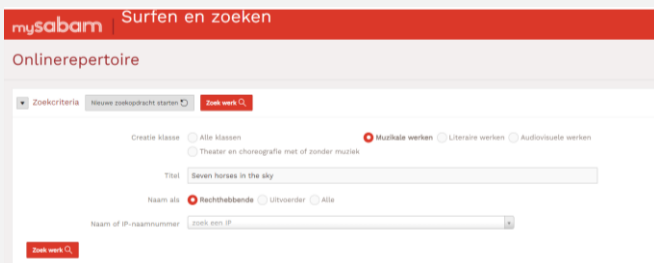 mysabam Surfen en zoeken
Onlinerepertoire
Zoekcriteria Nieuwe zoekopdracht starten Zoek werk
Creatie klasse Alle klassen Muzikale werken Literaire werken Audiovisuele werken
Theater en choreografie met of zonder muziek
Titel Seven horses in the sky
Naam als Rechthebbende Uitvoerder Alle
Naam of IP-naamnummer zoek een IP
Zoek werk